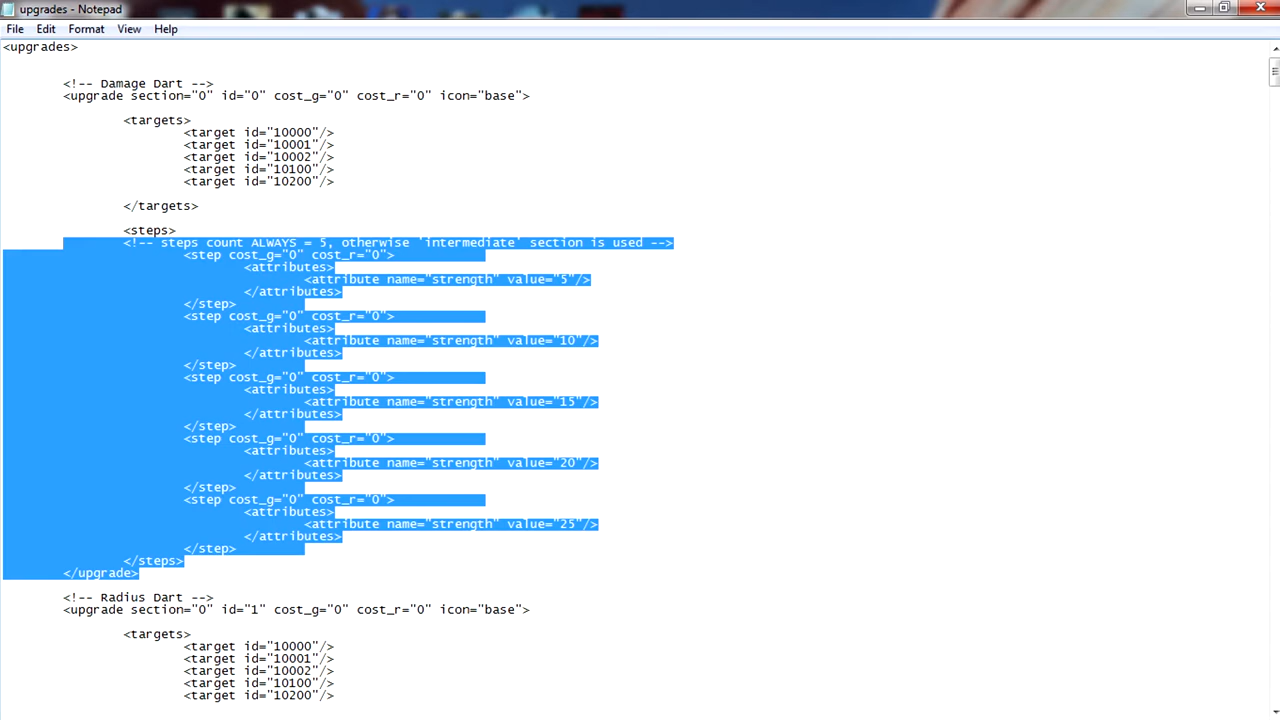 upgrades - Notepad
File Edit Format View Help
<upgrades>
<!-- Damage Dart -->
<upgrade section="0" id="0" cost_g="0" cost_r="0" icon="base">
<targets>
<target id="10000"/>
<target id="10001"/>
<target id="10002"/>
<target id="10100"/>
<target id="10200"/>
</targets>
<steps>
<!-- steps count ALWAYS = 5, otherwise 'intermediate' section is used -->
<step cost_g="0" cost_r="0">
<attributes>
<attribute name="strength" value="5"/>
</attributes>
</step>
<step cost_g="0" cost_r="0">
<attributes>
<attribute name="strength" value="10"/>
</attributes>
</step>
<step cost_g="0" cost_r="0">
<attributes>
<attribute name="strength" value="15"/>
</attributes>
</step>
<step cost_g="0" cost_r="0">
<attributes>
<attribute name="strength" value="20"/>
</attributes>
</step>
<step cost_g="0" cost_r="0">
<attributes>
<attribute name="strength" value="25"/>
</attributes>
</step>
</steps>
</upgrade>
<!-- Radius Dart -->
<upgrade section="0" id="1" cost_g="0" cost_r="0" icon="base">
<targets>
<target id="10000"/>
<target id="10001"/>
<target id="10002"/>
<target id="10100"/>
<target id="10200"/>